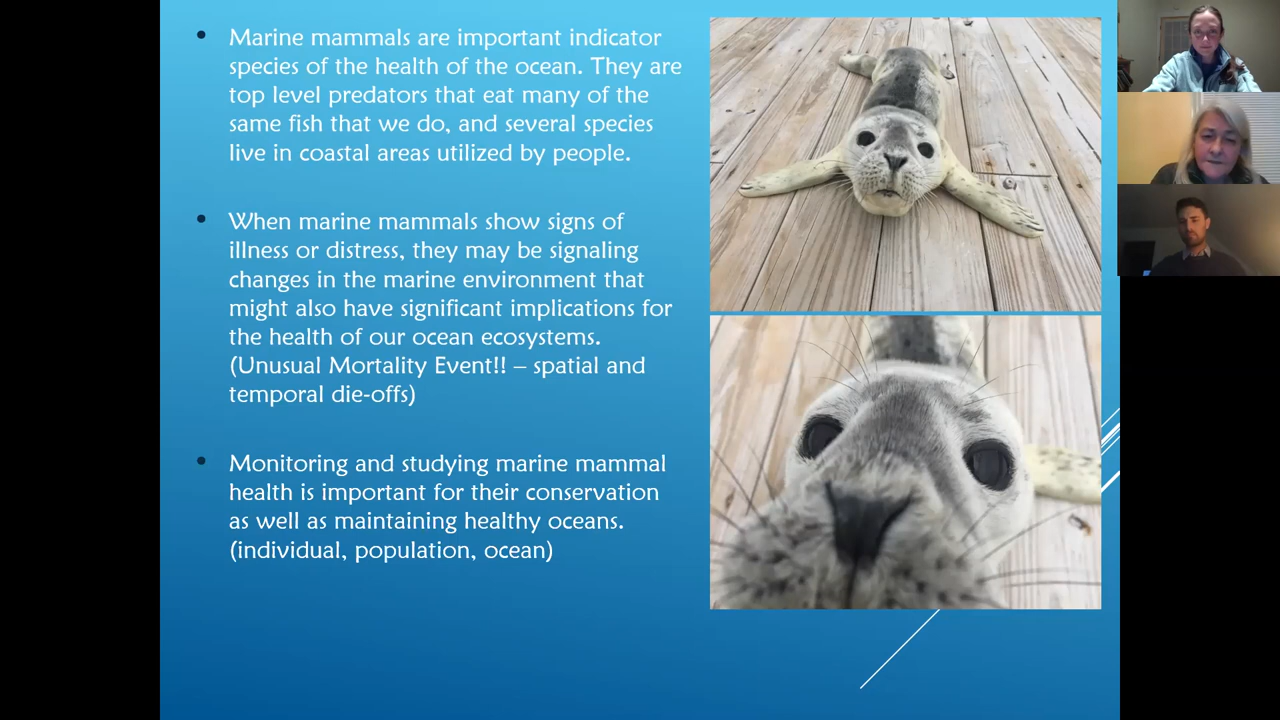 Marine mammals are important indicator
species of the health of the ocean. They are
top level predators that eat many of the
same fish that we do, and several species
live in coastal areas utilized by people.
When marine mammals show signs of
illness or distress, they may be signaling
changes in the marine environment that
might also have significant implications for
the health of our ocean ecosystems.
(Unusual Mortality Event!! – spatial and
temporal die-offs)
Monitoring and studying marine mammal
health is important for their conservation
as well as maintaining healthy oceans.
(individual, population, ocean)